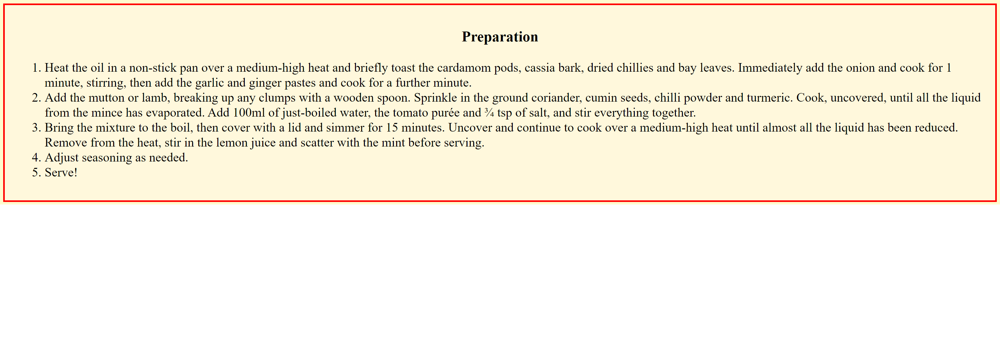 Preparation
1. Heat the oil in a non-stick pan over a medium-high heat and briefly toast the cardamom pods, cassia bark, dried chillies and bay leaves. Immediately add the onion and cook for 1
minute, stirring, then add the garlic and ginger pastes and cook for a further minute.
2. Add the mutton or lamb, breaking up any clumps with a wooden spoon. Sprinkle in the ground coriander, cumin seeds, chilli powder and turmeric. Cook, uncovered, until all the liquid
from the mince has evaporated. Add 100ml of just-boiled water, the tomato purée and ¾ tsp of salt, and stir everything together.
3. Bring the mixture to the boil, then cover with a lid and simmer for 15 minutes. Uncover and continue to cook over a medium-high heat until almost all the liquid has been reduced.
Remove from the heat, stir in the lemon juice and scatter with the mint before serving.
4. Adjust seasoning as needed.
5. Serve!